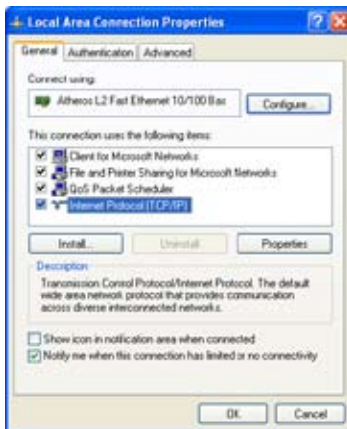 Local Area Connection Properties
General Authentication Advanced
Connect using:
Atheros L2 Fast Ethernet 10/100 Bas
Configure...
This connection uses the following items:
Client for Microsoft Networks
File and Printer Sharing for Microsoft Networks
QoS Packet Scheduler
Internet Protocol (TCP/IP)
Install... Uninstall Properties
Description
Transmission Control Protocol/Internet Protocol. The default
wide area network protocol that provides communication
across diverse interconnected networks.
Show icon in notification area when connected
Notify me when this connection has limited or no connectivity
OK Cancel